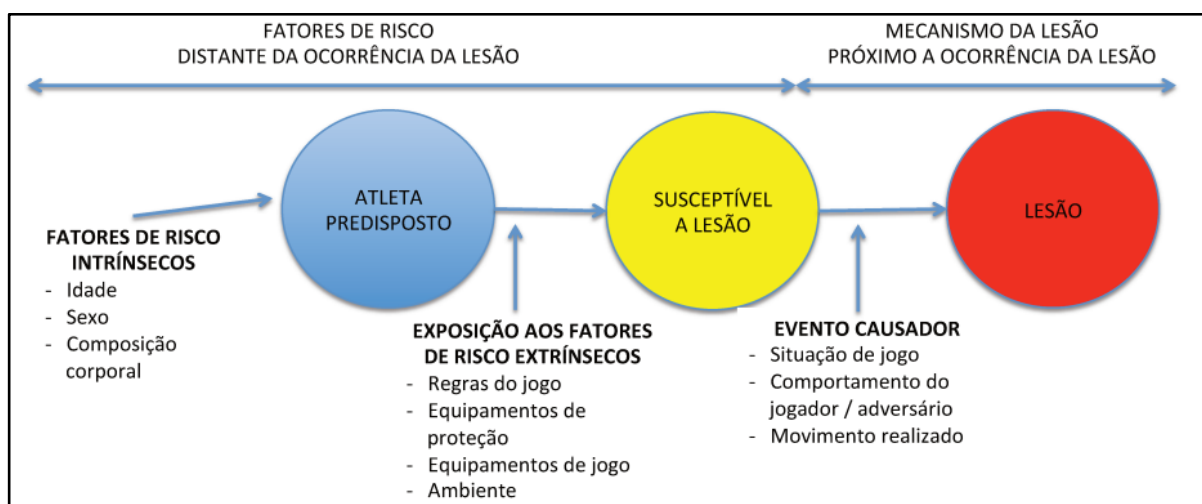 FATORES DE RISCO
DISTANTE DA OCORRÊNCIA DA LESÃO
MECANISMO DA LESÃO
PRÓXIMO A OCORRÊNCIA DA LESÃO
ATLETA
PREDISPOSTO
SUSCEPTÍVEL
A LESÃO
LESÃO
FATORES DE RISCO
INTRÍNSECOS
- Idade
- Sexo
- Composição
corporal
EXPOSIÇÃO AOS FATORES
DE RISCO EXTRÍNSECOS
- Regras do jogo
- Equipamentos de
proteção
- Equipamentos de jogo
- Ambiente
EVENTO CAUSADOR
- Situação de jogo
- Comportamento do
jogador / adversário
- Movimento realizado